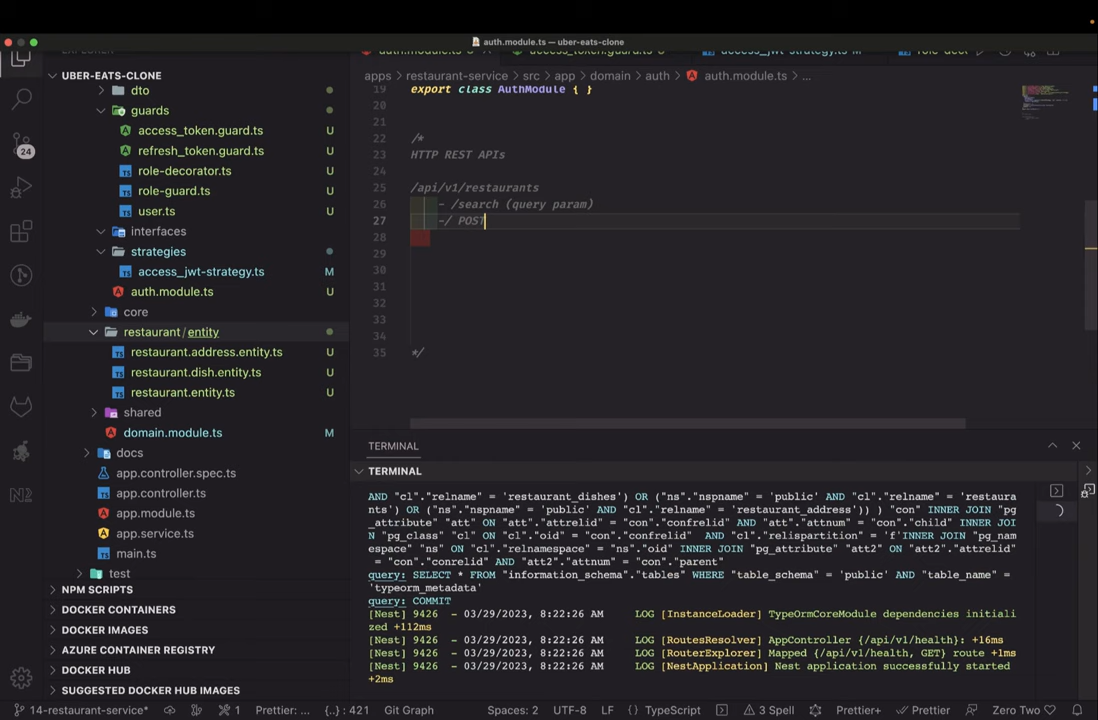 auth.module.ts — uber-eats-clone
UBER-EATS-CLONE
dto
guards
access_token.guard.ts U
refresh_token.guard.ts U
role-decorator.ts U
role-guard.ts U
user.ts U
interfaces
strategies
access_jwt-strategy.ts M
auth.module.ts U
core
restaurant/entity
restaurant.address.entity.ts U
restaurant.dish.entity.ts U
restaurant.entity.ts U
shared
domain.module.ts M
docs
app.controller.spec.ts
app.controller.ts
app.module.ts
app.service.ts
main.ts
test
NPM SCRIPTS
DOCKER CONTAINERS
DOCKER IMAGES
AZURE CONTAINER REGISTRY
DOCKER HUB
SUGGESTED DOCKER HUB IMAGES
24
apps > restaurant-service > src > app > domain > auth > auth.module.ts > ...
19 export class AuthModule { }
20
21
22 /*
23 HTTP REST APIs
24
25 /api/v1/restaurants
26 - /search (query param)
27 -/ POST
28
29
30
31
32
33
34
35 */
TERMINAL
TERMINAL
AND "cl"."relname" = 'restaurant_dishes') OR ("ns"."nspname" = 'public' AND "cl"."relname" = 'restaura
nts') OR ("ns"."nspname" = 'public' AND "cl"."relname" = 'restaurant_address')) ) "con" INNER JOIN "pg
_attribute" "att" ON "att"."attrelid" = "con"."confrelid" AND "att"."attnum" = "con"."child" INNER JOI
N "pg_class" "cl" ON "cl"."oid" = "con"."confrelid"  AND "cl"."relispartition" = 'f'INNER JOIN "pg_nam
espace" "ns" ON "cl"."relnamespace" = "ns"."oid" INNER JOIN "pg_attribute" "att2" ON "att2"."attrelid"
= "con"."conrelid" AND "att2"."attnum" = "con"."parent"
query: SELECT * FROM "information_schema"."tables" WHERE "table_schema" = 'public' AND "table_name" =
'typeorm_metadata'
query: COMMIT
[Nest] 9426  - 03/29/2023, 8:22:26 AM     LOG [InstanceLoader] TypeOrmCoreModule dependencies initiali
zed +112ms
[Nest] 9426  - 03/29/2023, 8:22:26 AM     LOG [RoutesResolver] AppController {/api/v1/health}: +16ms
[Nest] 9426  - 03/29/2023, 8:22:26 AM     LOG [RouterExplorer] Mapped {/api/v1/health, GET} route +1ms
[Nest] 9426  - 03/29/2023, 8:22:26 AM     LOG [NestApplication] Nest application successfully started
+2ms
14-restaurant-service* 1 Prettier: ... {..} : 421 Git Graph Spaces: 2 UTF-8 LF {} TypeScript 3 Spell Prettier+ Prettier Zero Two